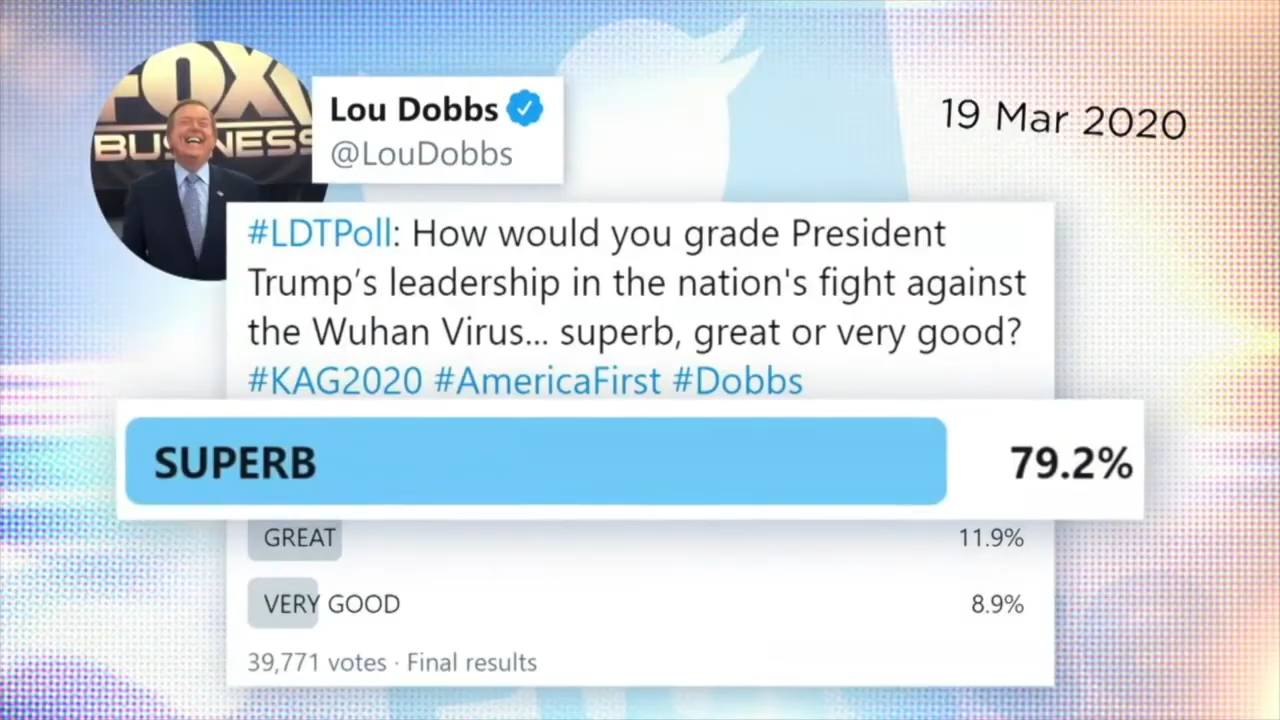 FOX
BUSINESS
Lou Dobbs
@LouDobbs
19 Mar 2020
#LDTPoll: How would you grade President
Trump’s leadership in the nation's fight against
the Wuhan Virus... superb, great or very good?
#KAG2020 #AmericaFirst #Dobbs
SUPERB 79.2%
GREAT 11.9%
VERY GOOD 8.9%
39,771 votes · Final results